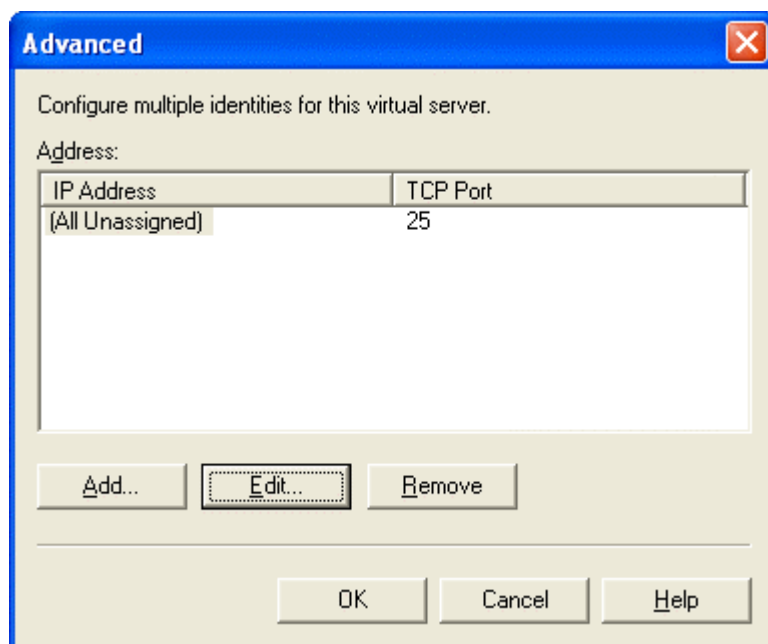 Advanced
Configure multiple identities for this virtual server.
Address:
IP Address TCP Port
(All Unassigned) 25
Add... Edit... Remove
OK Cancel Help